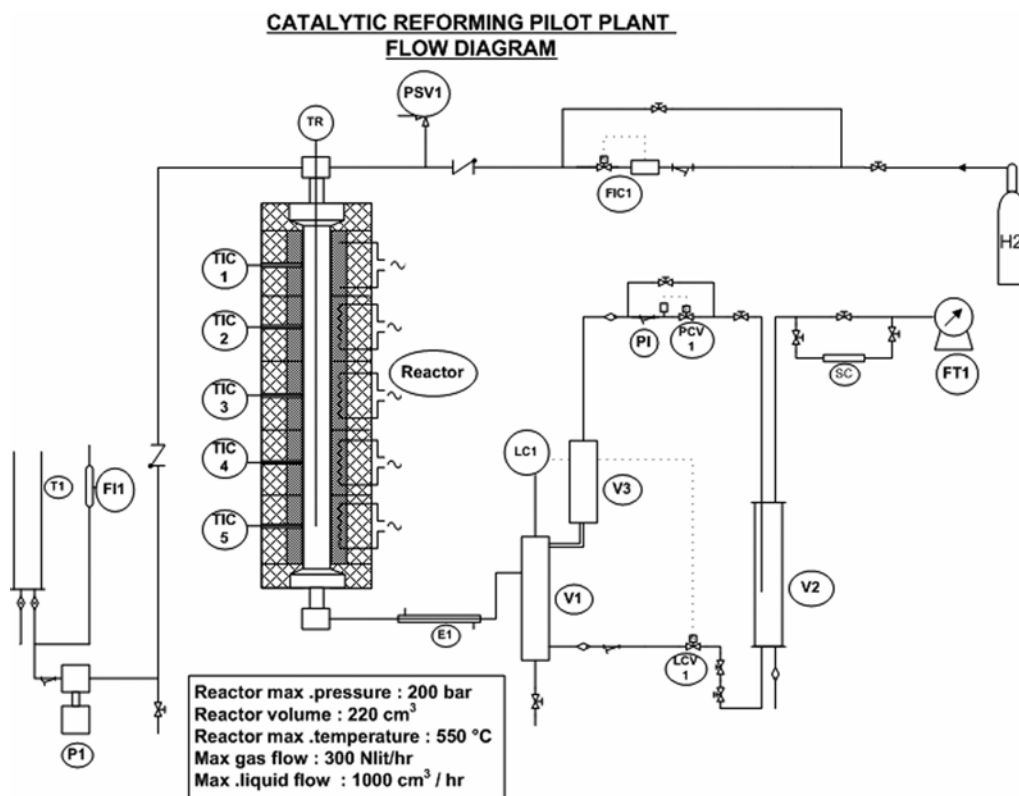 CATALYTIC REFORMING PILOT PLANT
FLOW DIAGRAM
PSV1
TR
FIC1
H2
TIC
1
TIC
2
TIC
3
TIC
4
TIC
5
Reactor
PI
PCV
1
SC
FT1
LC1
V3
T1
FI1
V1
V2
E1
LCV
1
P1
Reactor max .pressure : 200 bar
Reactor volume : 220 cm³
Reactor max .temperature : 550 °C
Max gas flow : 300 Nlit/hr
Max .liquid flow : 1000 cm³ / hr